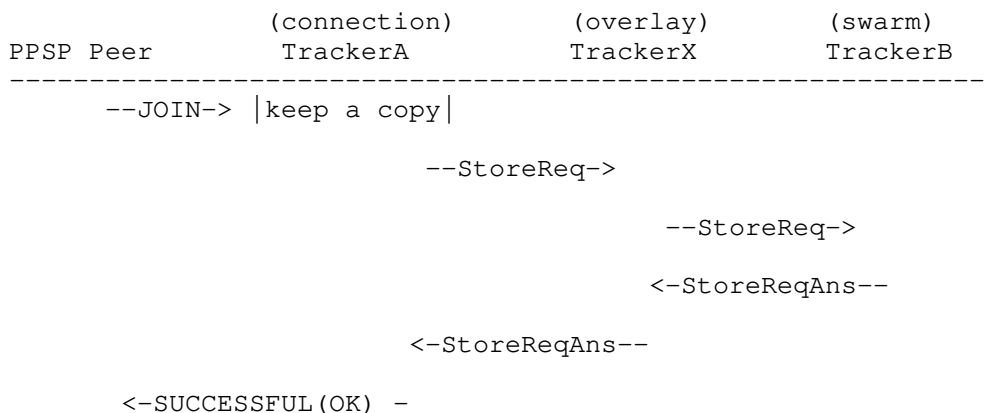 (connection) (overlay) (swarm)
PPSP Peer TrackerA TrackerX TrackerB
-------------------------------------------------------------
--JOIN-> |keep a copy|
--StoreReq->
--StoreReq->
<-StoreReqAns--
<-StoreReqAns--
<-SUCCESSFUL(OK) -